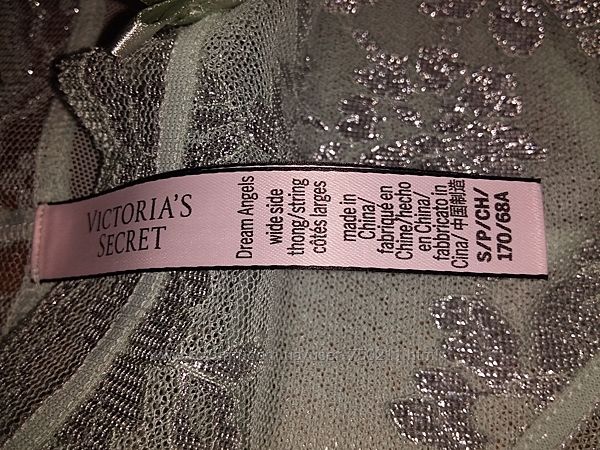 VICTORIA'S
SECRET
Dream Angels
wide side
thong/string
côtés larges
made in
China/
fabriqué en
Chine/hecho
en China/
fabbricato in
Cina/ 中国制造
S/P/CH/
170/68A